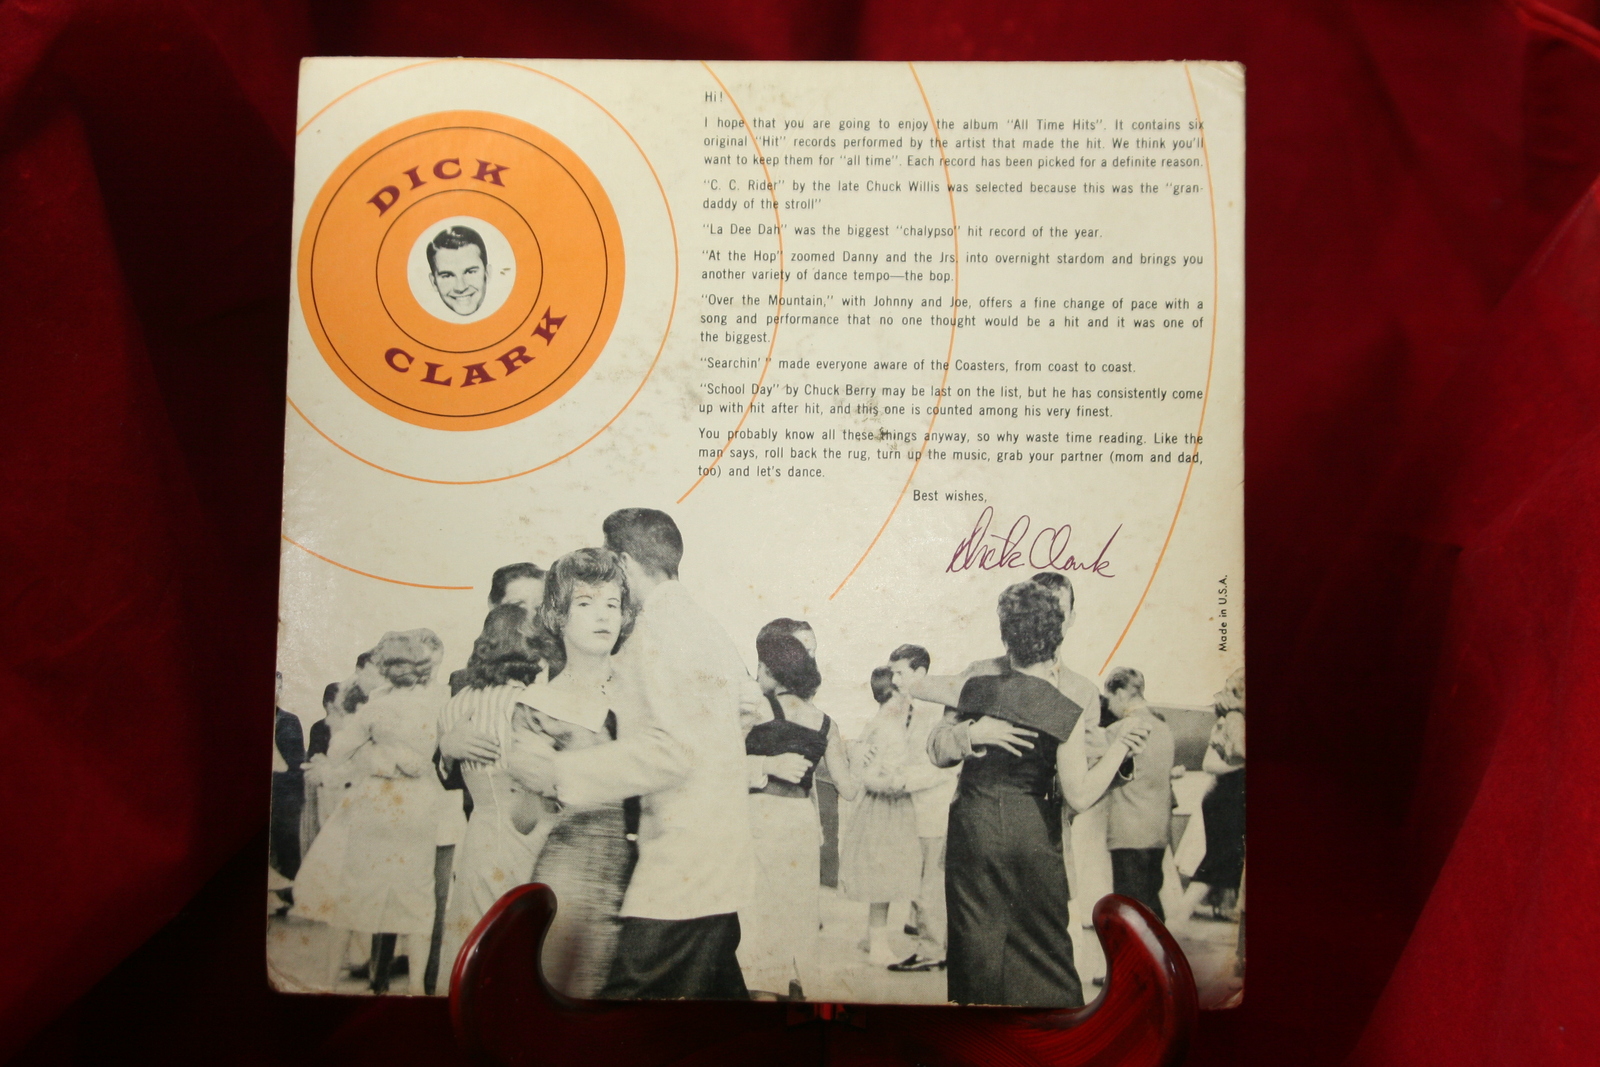 DICK
CLARK
Hi!
I hope that you are going to enjoy the album "All Time Hits". It contains six
original "Hit" records performed by the artist that made the hit. We think you'll
want to keep them for "all time". Each record has been picked for a definite reason.
"C. C. Rider" by the late Chuck Willis was selected because this was the "gran-
daddy of the stroll"
"La Dee Dah" was the biggest "chalypso" hit record of the year.
"At the Hop" zoomed Danny and the Jrs. into overnight stardom and brings you
another variety of dance tempo—the bop.
"Over the Mountain," with Johnny and Joe, offers a fine change of pace with a
song and performance that no one thought would be a hit and it was one of
the biggest.
"Searchin' " made everyone aware of the Coasters, from coast to coast.
"School Day" by Chuck Berry may be last on the list, but he has consistently come
up with hit after hit, and this one is counted among his very finest.
You probably know all these things anyway, so why waste time reading. Like the
man says, roll back the rug, turn up the music, grab your partner (mom and dad,
too) and let's dance.
Best wishes,
Dick Clark
Made in U.S.A.